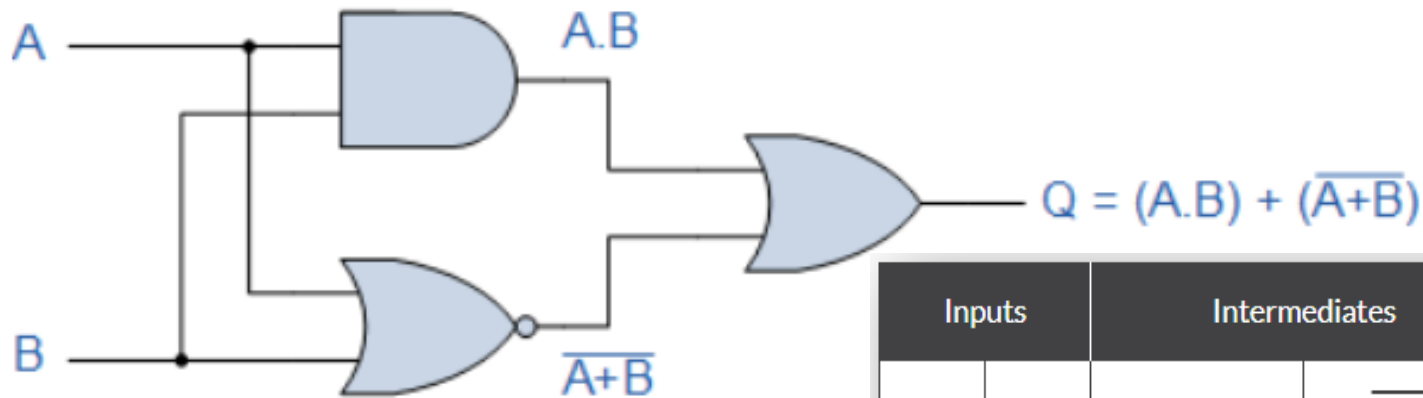 A
A.B
Q = (A.B) + (A̅+̅B̅)
Inputs
Intermediates
B
A̅+̅B̅